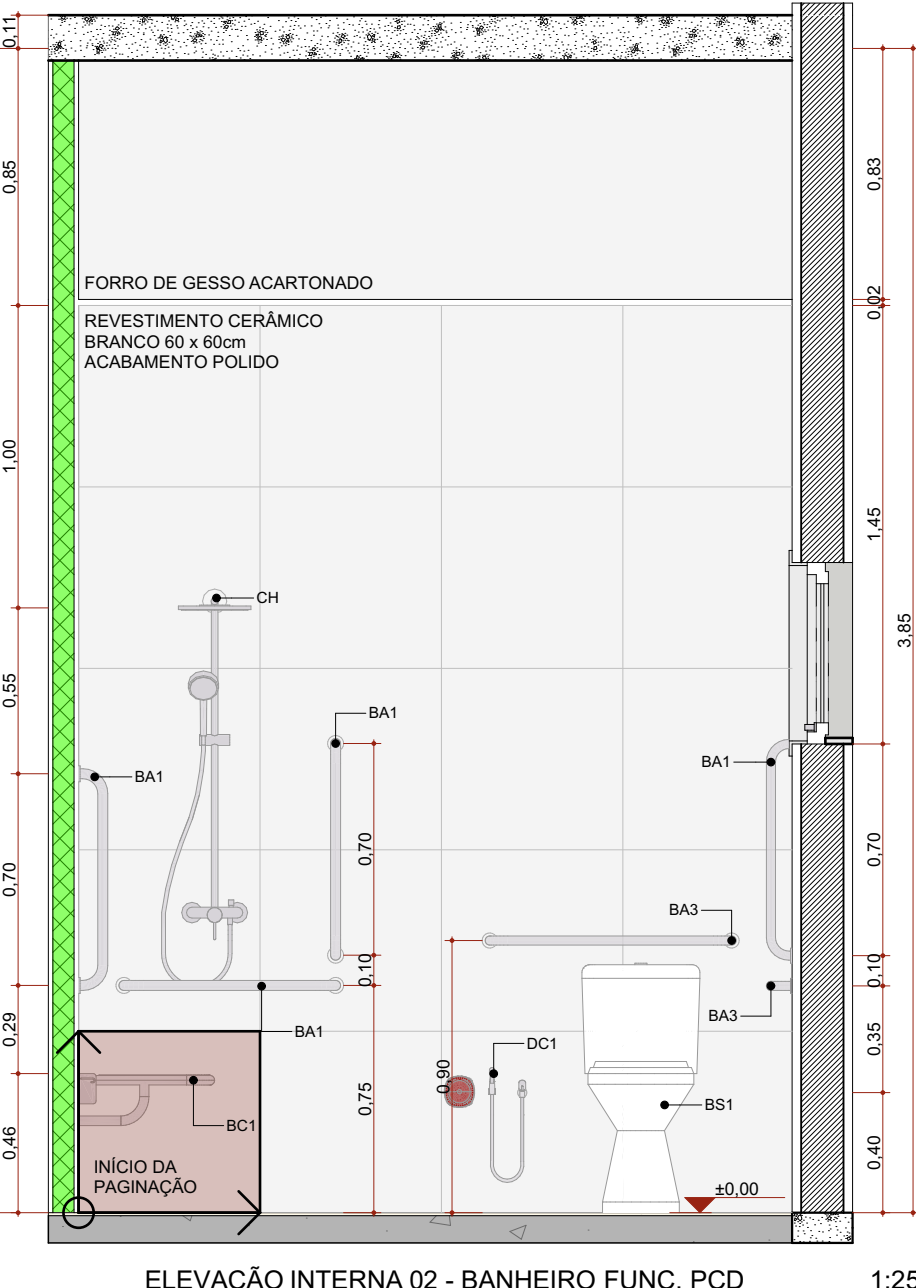 0,11
0,85
0,83
FORRO DE GESSO ACARTONADO
0,02
REVESTIMENTO CERÂMICO
BRANCO 60 x 60cm
ACABAMENTO POLIDO
1,00
1,45
CH
3,85
0,55
BA1
BA1
BA1
0,70
0,70
0,70
BA3
0,10
0,10
BA3
BA1
0,29
DC1
0,35
0,90
0,75
BS1
BC1
0,46
0,40
INÍCIO DA
PAGINAÇÃO
±0,00
ELEVAÇÃO INTERNA 02 - BANHEIRO FUNC. PCD 1:25